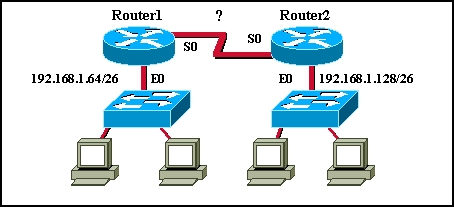 Router1 ? Router2
S0 S0
192.168.1.64/26 E0 E0 192.168.1.128/26